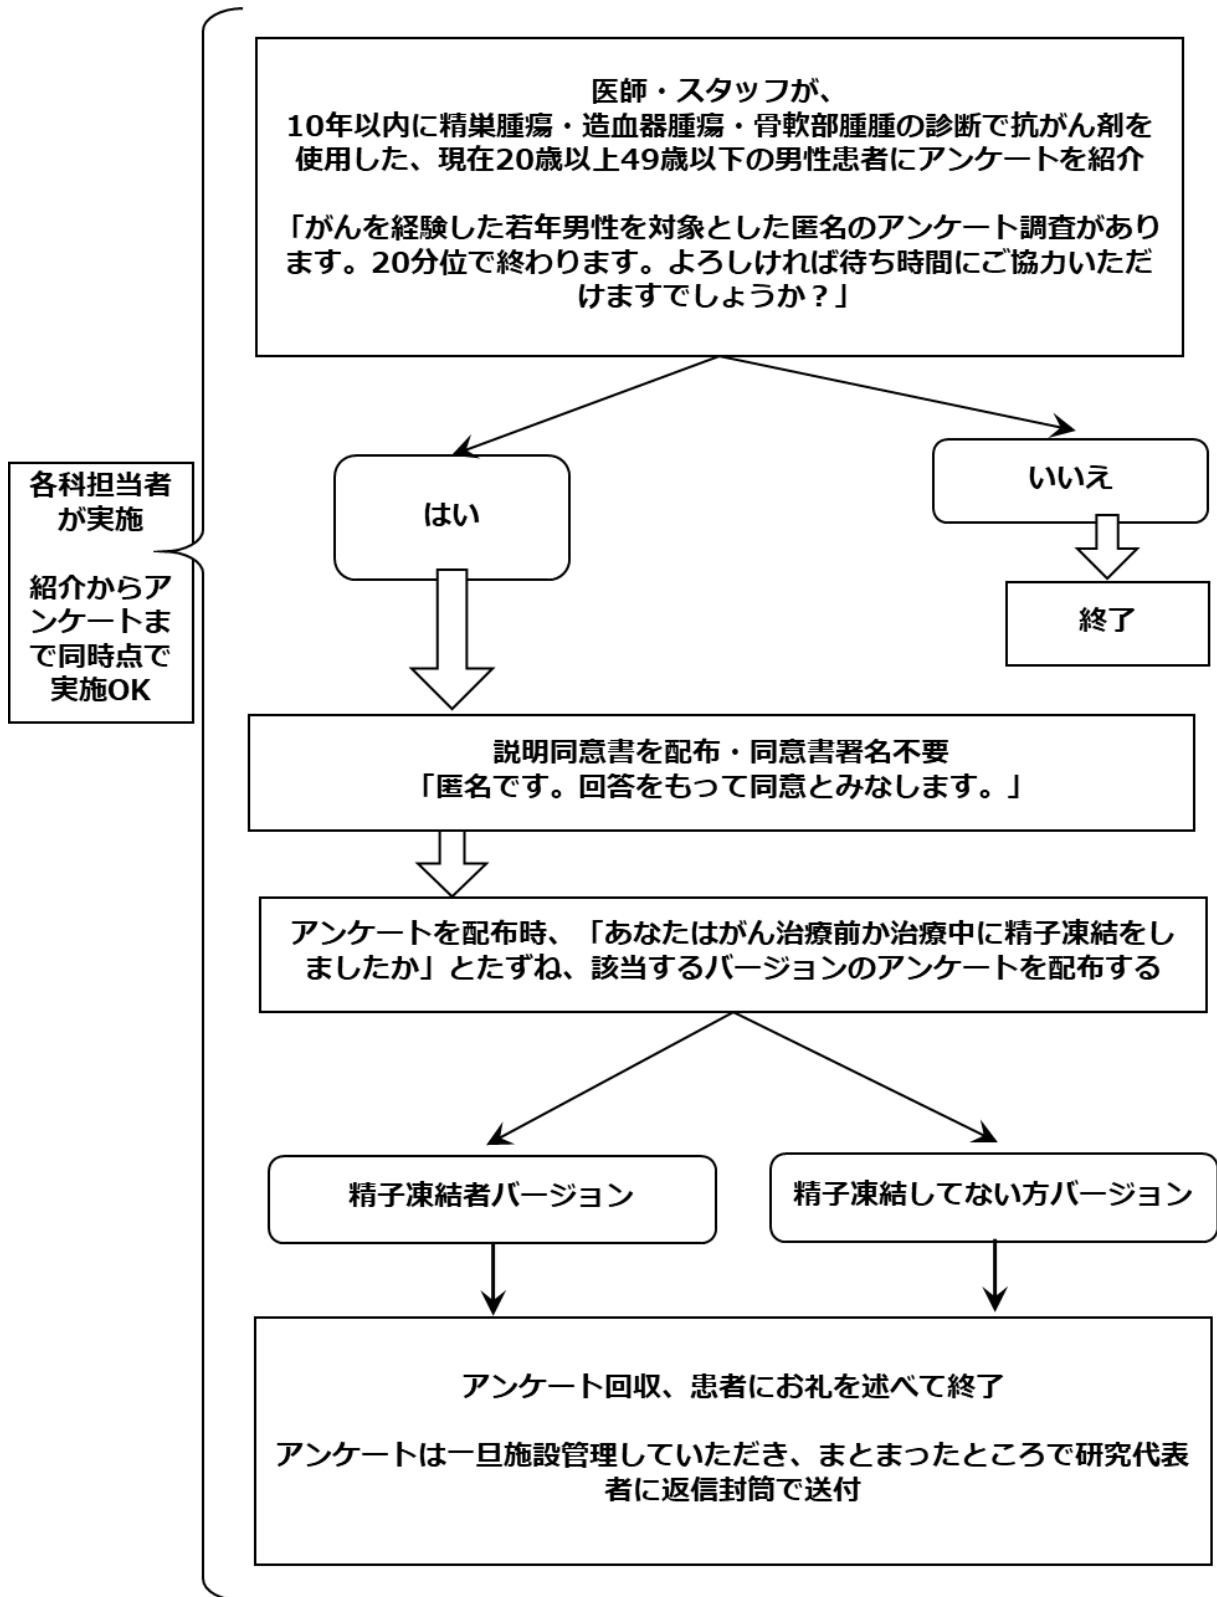 医師・スタッフが、
10年以内に精巣腫瘍・造血器腫瘍・骨軟部腫腫の診断で抗がん剤を
使用した、現在20歳以上49歳以下の男性患者にアンケートを紹介
「がんを経験した若年男性を対象とした匿名のアンケート調査があり
ます。20分位で終わります。よろしければ待ち時間にご協力いただ
けますでしょうか？」
各科担当者
が実施
紹介からア
ンケートま
で同時点で
実施OK
はい
いいえ
終了
説明同意書を配布・同意書署名不要
「匿名です。回答をもって同意とみなします。」
アンケートを配布時、「あなたはがん治療前か治療中に精子凍結をし
ましたか」とたずね、該当するバージョンのアンケートを配布する
精子凍結者バージョン
精子凍結してない方バージョン
アンケート回収、患者にお礼を述べて終了
アンケートは一旦施設管理していただき、まとまったところで研究代表
者に返信封筒で送付